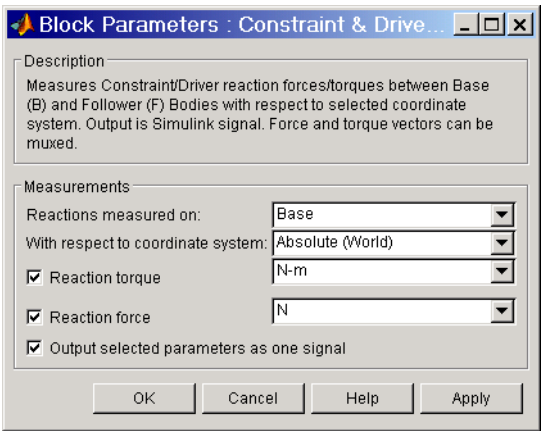 Block Parameters : Constraint & Drive...
Description
Measures Constraint/Driver reaction forces/torques between Base
(B) and Follower (F) Bodies with respect to selected coordinate
system. Output is Simulink signal. Force and torque vectors can be
muxed.
Measurements
Reactions measured on: Base
With respect to coordinate system: Absolute (World)
Reaction torque N-m
Reaction force N
Output selected parameters as one signal
OK Cancel Help Apply